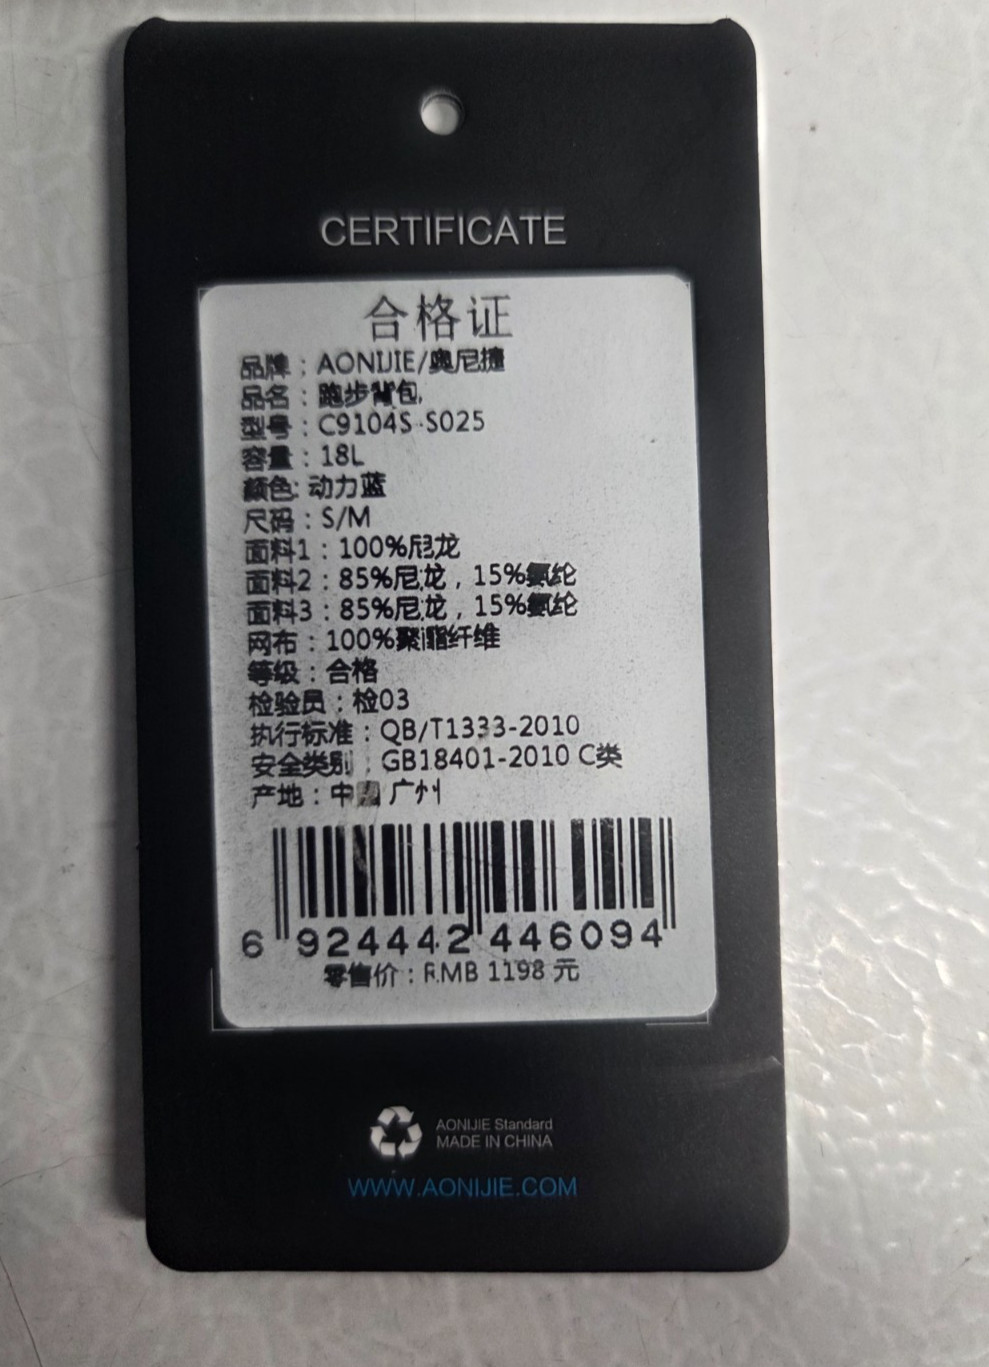 CERTIFICATE
合格证
品牌：AONIJIE/奥尼捷
品名：跑步背包
型号：C9104S-S025
容量：18L
颜色: 动力蓝
尺码：S/M
面料1：100%尼龙
面料2：85%尼龙，15%氨纶
面料3：85%尼龙，15%氨纶
网布：100%聚酯纤维
等级：合格
检验员：检03
执行标准：QB/T1333-2010
安全类别：GB18401-2010 C类
产地：中国 广州
6 924442 446094
零售价：RMB 1198 元
AONIJIE Standard
MADE IN CHINA
WWW.AONIJIE.COM